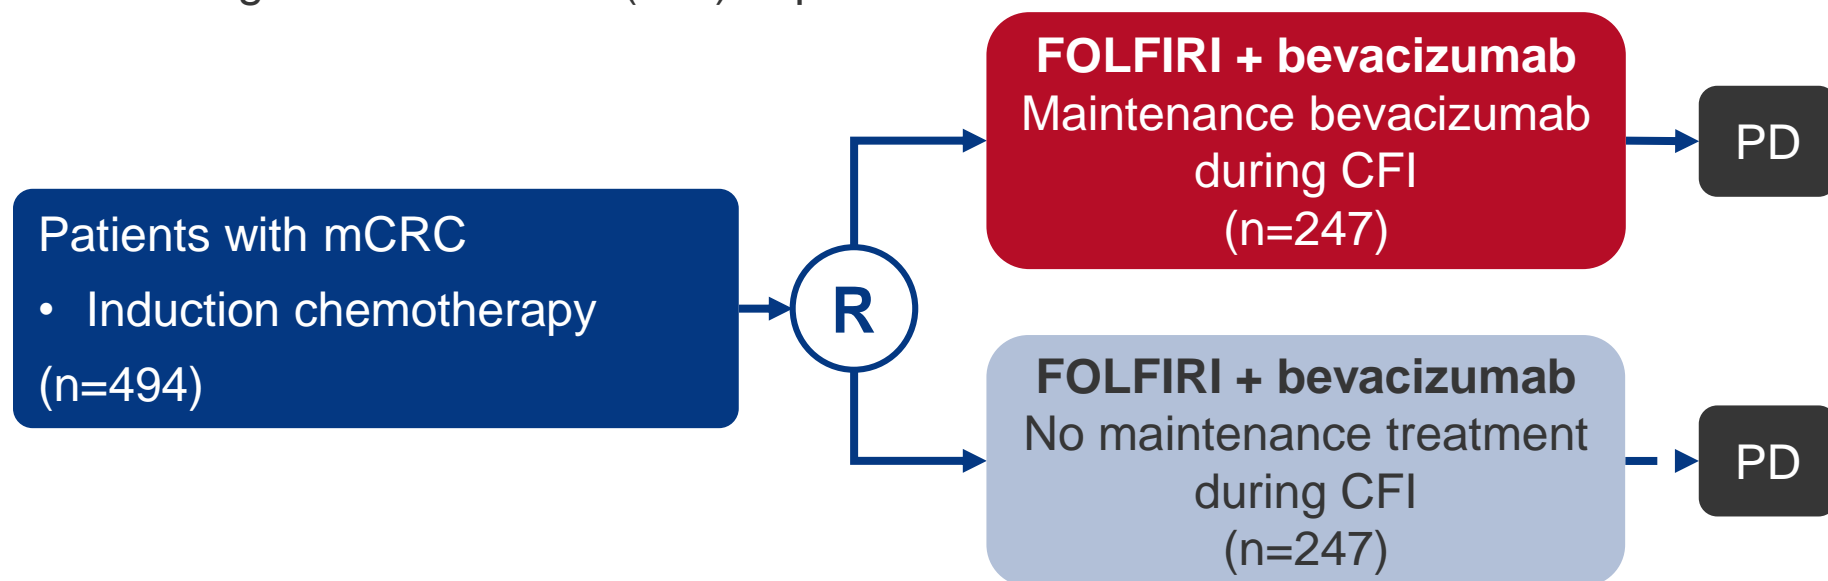 Patients with mCRC
• Induction chemotherapy
(n=494)
R
FOLFIRI + bevacizumab
Maintenance bevacizumab
during CFI
(n=247)
PD
FOLFIRI + bevacizumab
No maintenance treatment
during CFI
(n=247)
PD